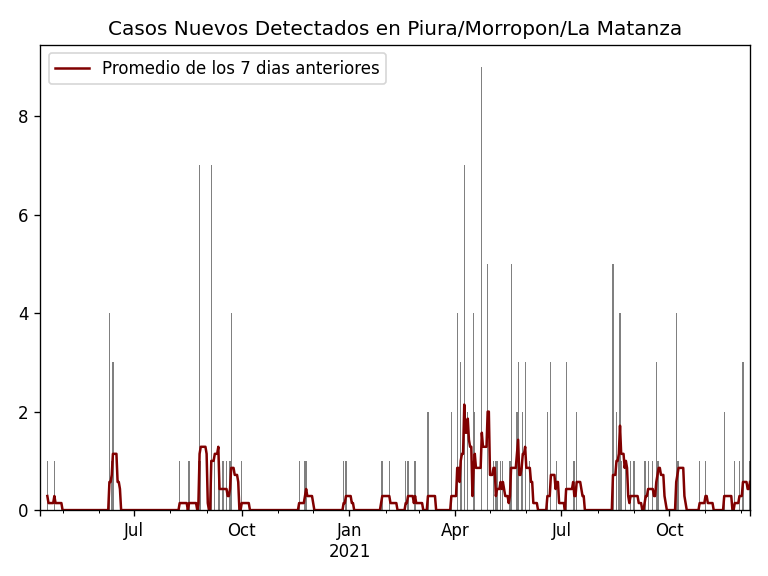 Casos Nuevos Detectados en Piura/Morropon/La Matanza
Promedio de los 7 dias anteriores
8
6
4
2
0
Jul
Oct
Jan
2021
Apr
Jul
Oct